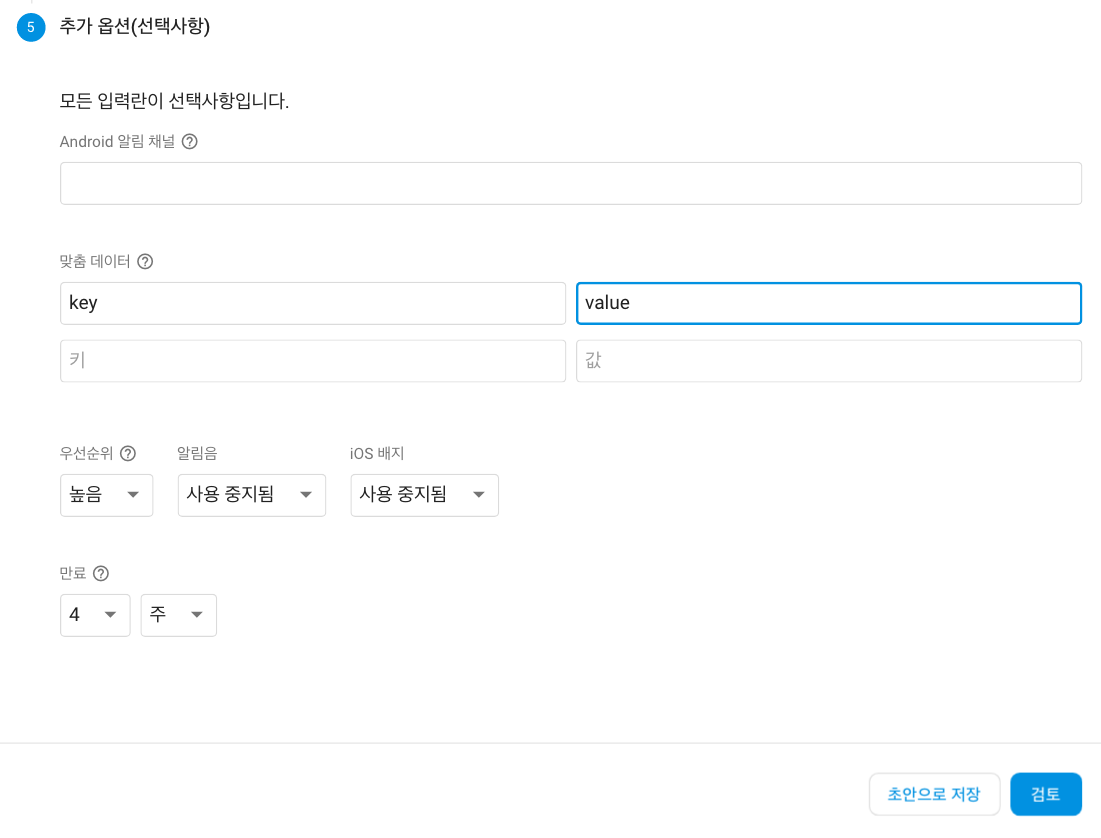 5 추가 옵션(선택사항)
모든 입력란이 선택사항입니다.
Android 알림 채널 ?
맞춤 데이터 ?
key value
키 값
우선순위 ? 알림음 iOS 배지
높음 사용 중지됨 사용 중지됨
만료 ?
4 주
초안으로 저장 검토